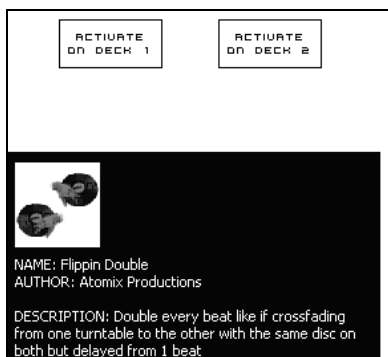 ACTIVATE ACTIVATE
ON DECK 1 ON DECK 2
NAME: Flippin Double
AUTHOR: Atomix Productions
DESCRIPTION: Double every beat like if crossfading
from one turntable to the other with the same disc on
both but delayed from 1 beat